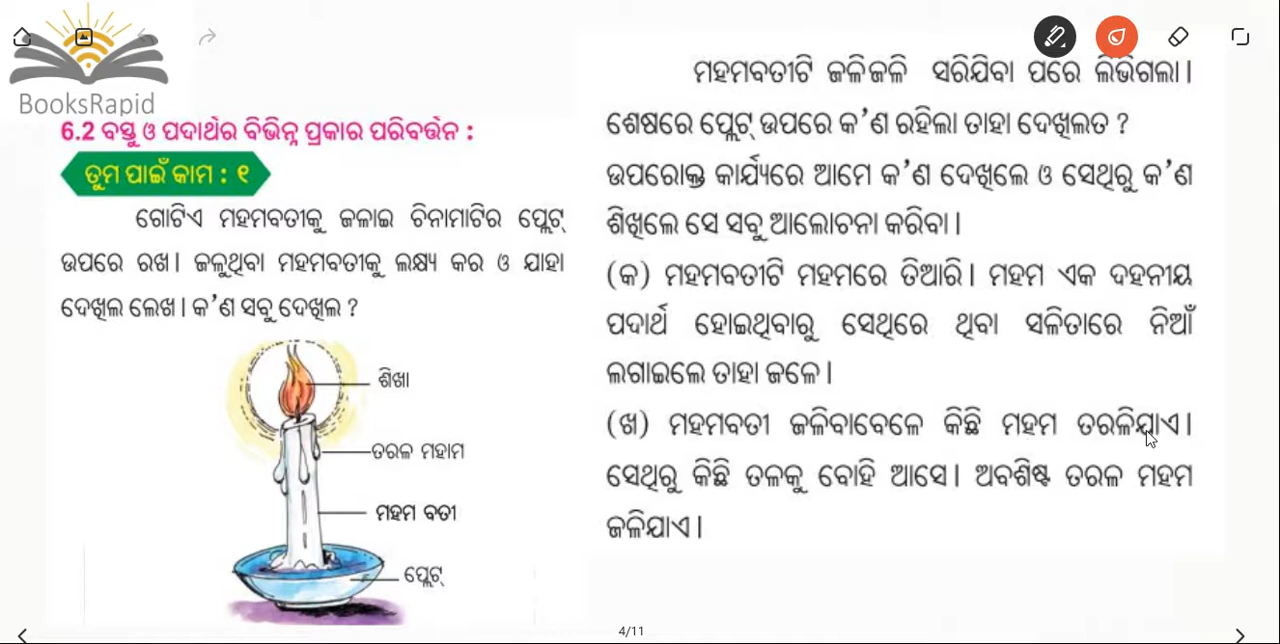 BooksRapid
6.2 ବସ୍ତୁ ଓ ପଦାର୍ଥର ବିଭିନ୍ନ ପ୍ରକାର ପରିବର୍ତ୍ତନ :
ତୁମ ପାଇଁ କାମ : ୧
ଗୋଟିଏ ମହମବତୀକୁ ଜଳାଇ ଚିନାମାଟିର ପ୍ଲେଟ୍
ଉପରେ ରଖ। ଜଳୁଥିବା ମହମବତୀକୁ ଲକ୍ଷ୍ୟ କର ଓ ଯାହା
ଦେଖିଲ ଲେଖ। କ'ଣ ସବୁ ଦେଖିଲ ?
ଶିଖା
ତରଳ ମହାମ
ମହମ ବତୀ
ପ୍ଲେଟ୍
ମହମବତୀଟି ଜଳିଜଳି ସରିଯିବା ପରେ ଲିଭିଗଲା।
ଶେଷରେ ପ୍ଲେଟ୍ ଉପରେ କ'ଣ ରହିଲା ତାହା ଦେଖିଲତ ?
ଉପରୋକ୍ତ କାର୍ଯ୍ୟରେ ଆମେ କ'ଣ ଦେଖିଲେ ଓ ସେଥିରୁ କ'ଣ
ଶିଖିଲେ ସେ ସବୁ ଆଲୋଚନା କରିବା।
(କ) ମହମବତୀଟି ମହମରେ ତିଆରି। ମହମ ଏକ ଦହନୀୟ
ପଦାର୍ଥ ହୋଇଥିବାରୁ ସେଥିରେ ଥିବା ସଳିତାରେ ନିଆଁ
ଲଗାଇଲେ ତାହା ଜଳେ।
(ଖ) ମହମବତୀ ଜଳିବାବେଳେ କିଛି ମହମ ତରଳିଯାଏ।
ସେଥିରୁ କିଛି ତଳକୁ ବୋହି ଆସେ। ଅବଶିଷ୍ଟ ତରଳ ମହମ
ଜଳିଯାଏ।
4/11